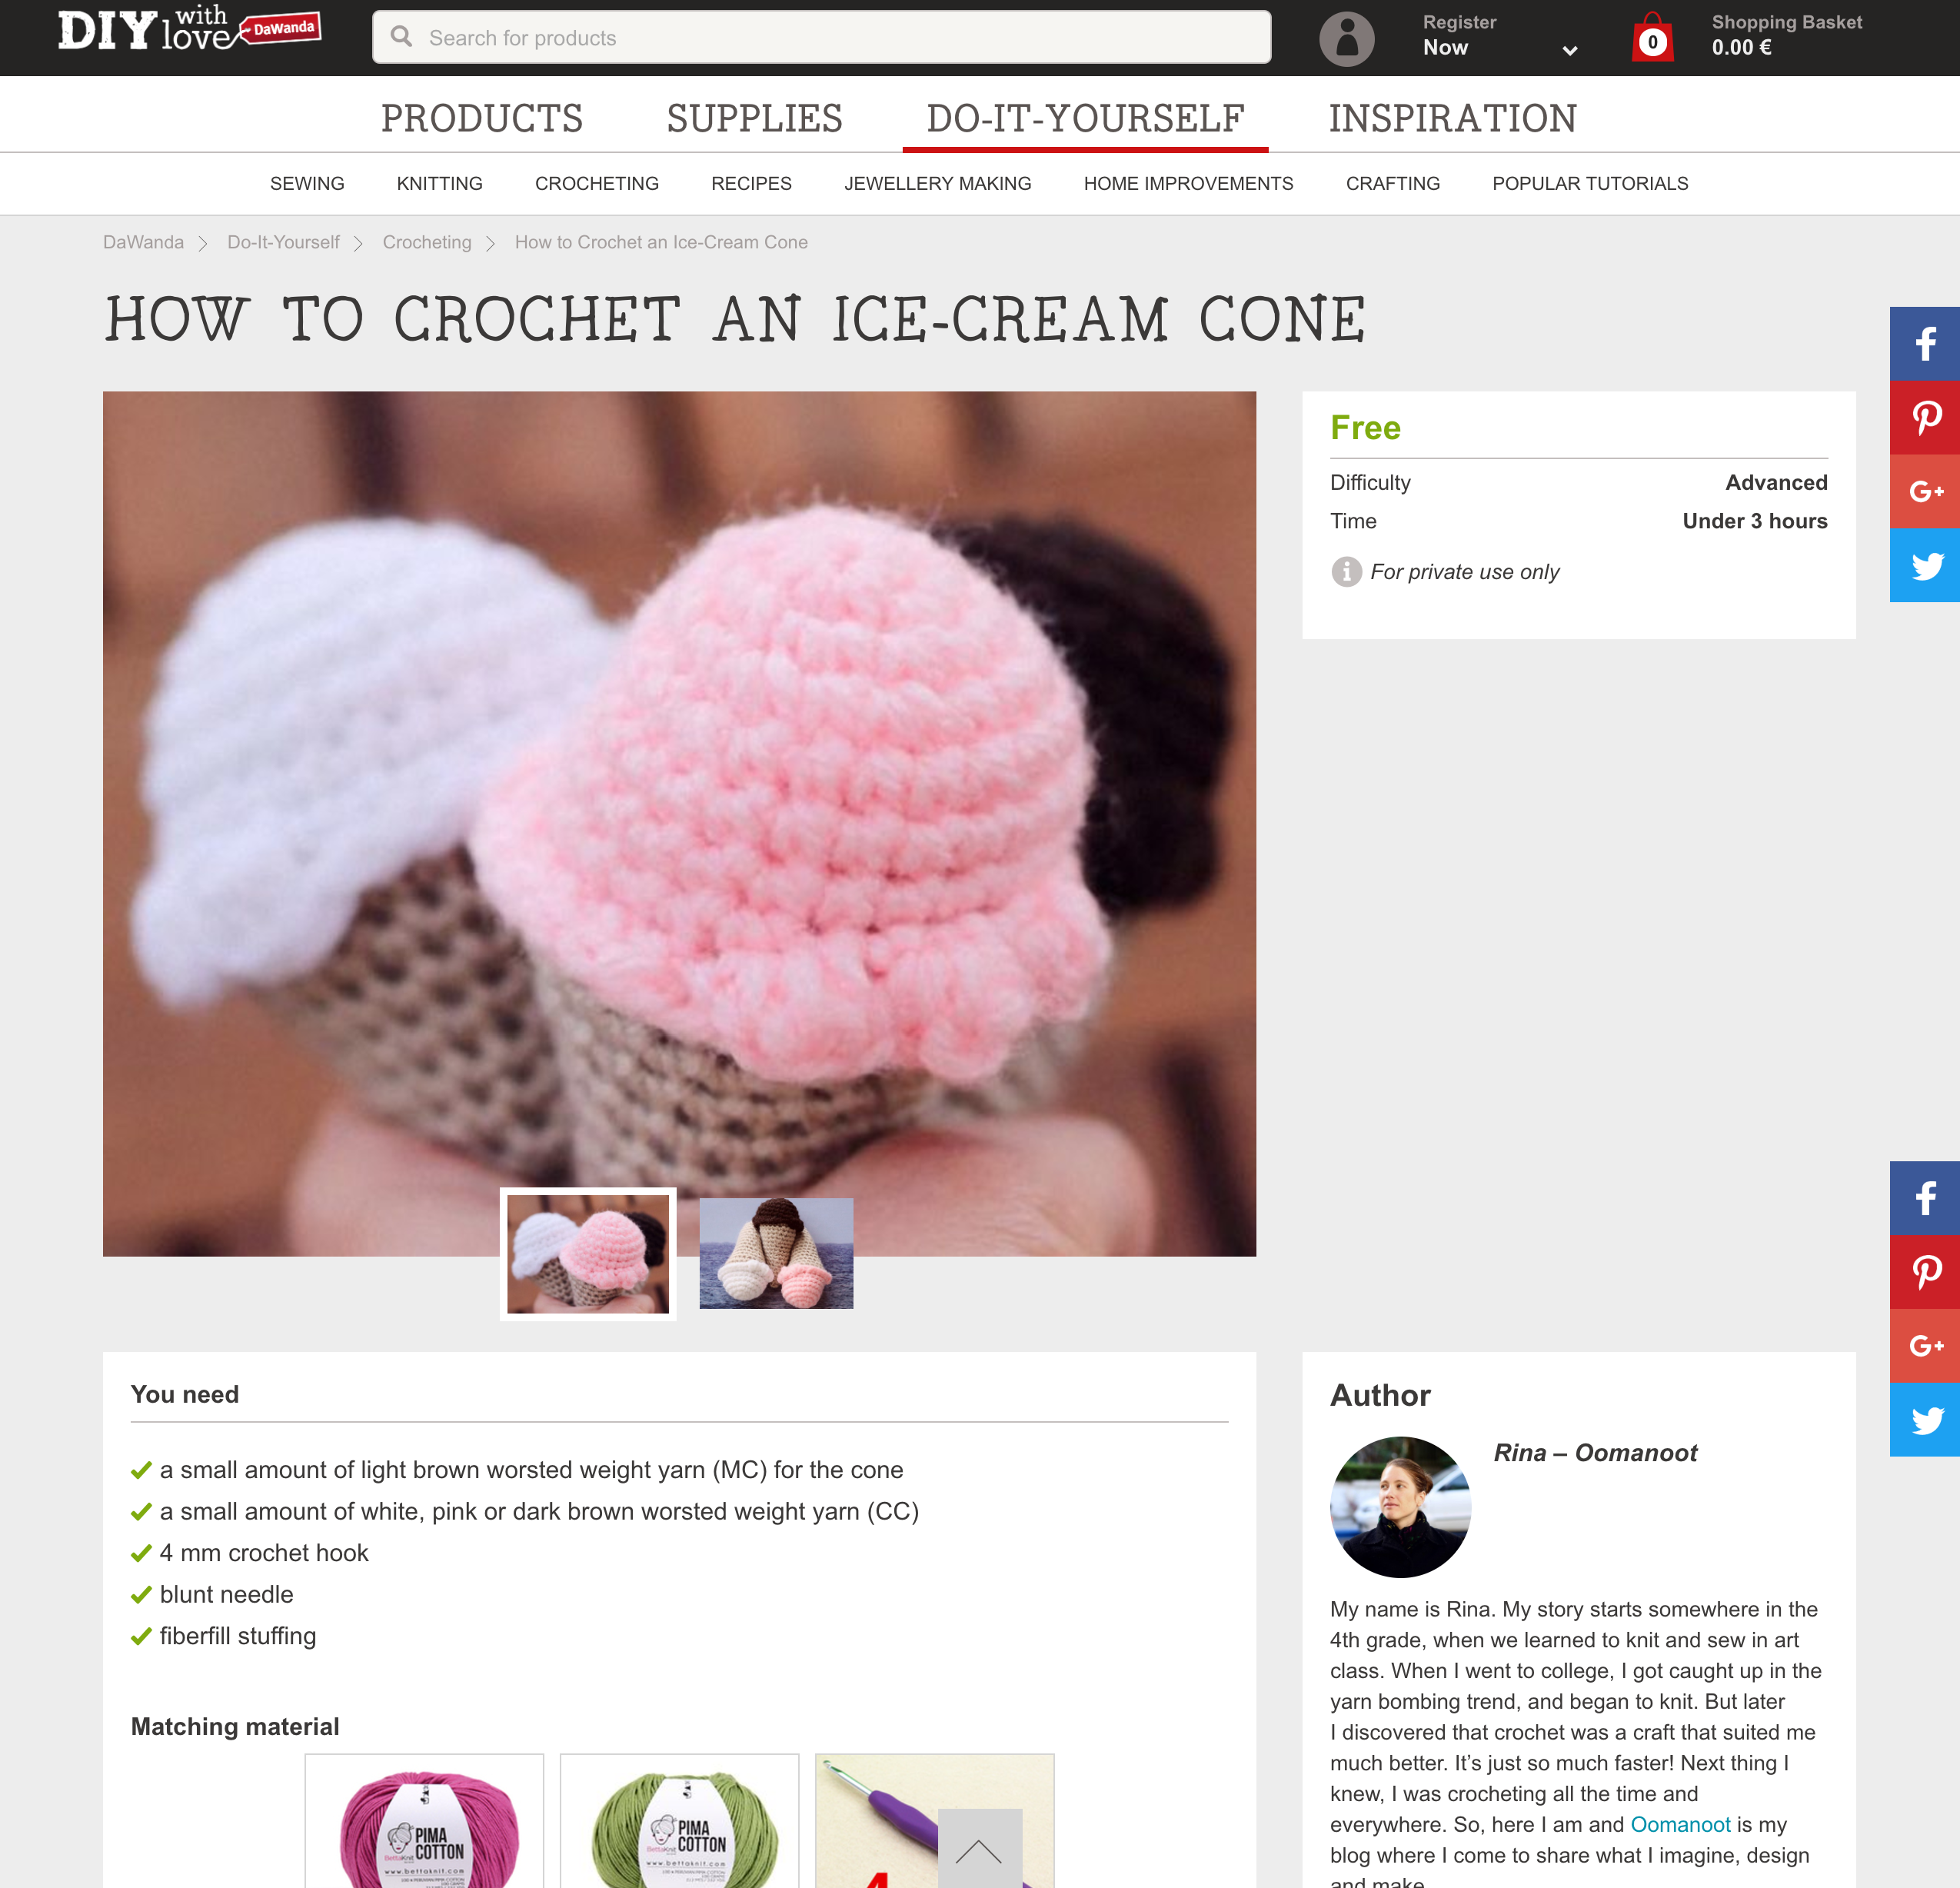 DIY with love DaWanda
Search for products
Register
Now
0
Shopping Basket
0.00 €
PRODUCTS SUPPLIES DO-IT-YOURSELF INSPIRATION
SEWING KNITTING CROCHETING RECIPES JEWELLERY MAKING HOME IMPROVEMENTS CRAFTING POPULAR TUTORIALS
DaWanda Do-It-Yourself Crocheting How to Crochet an Ice-Cream Cone
HOW TO CROCHET AN ICE-CREAM CONE
Free
Difficulty Advanced
Time Under 3 hours
For private use only
G+
G+
You need
a small amount of light brown worsted weight yarn (MC) for the cone
a small amount of white, pink or dark brown worsted weight yarn (CC)
4 mm crochet hook
blunt needle
fiberfill stuffing
Matching material
PIMA
COTTON
BettaKnit
www.bettaknit.com
PIMA
COTTON
BettaKnit
www.bettaknit.com
4
Author
Rina – Oomanoot
My name is Rina. My story starts somewhere in the
4th grade, when we learned to knit and sew in art
class. When I went to college, I got caught up in the
yarn bombing trend, and began to knit. But later
I discovered that crochet was a craft that suited me
much better. It’s just so much faster! Next thing I
knew, I was crocheting all the time and
everywhere. So, here I am and Oomanoot is my
blog where I come to share what I imagine, design
and make